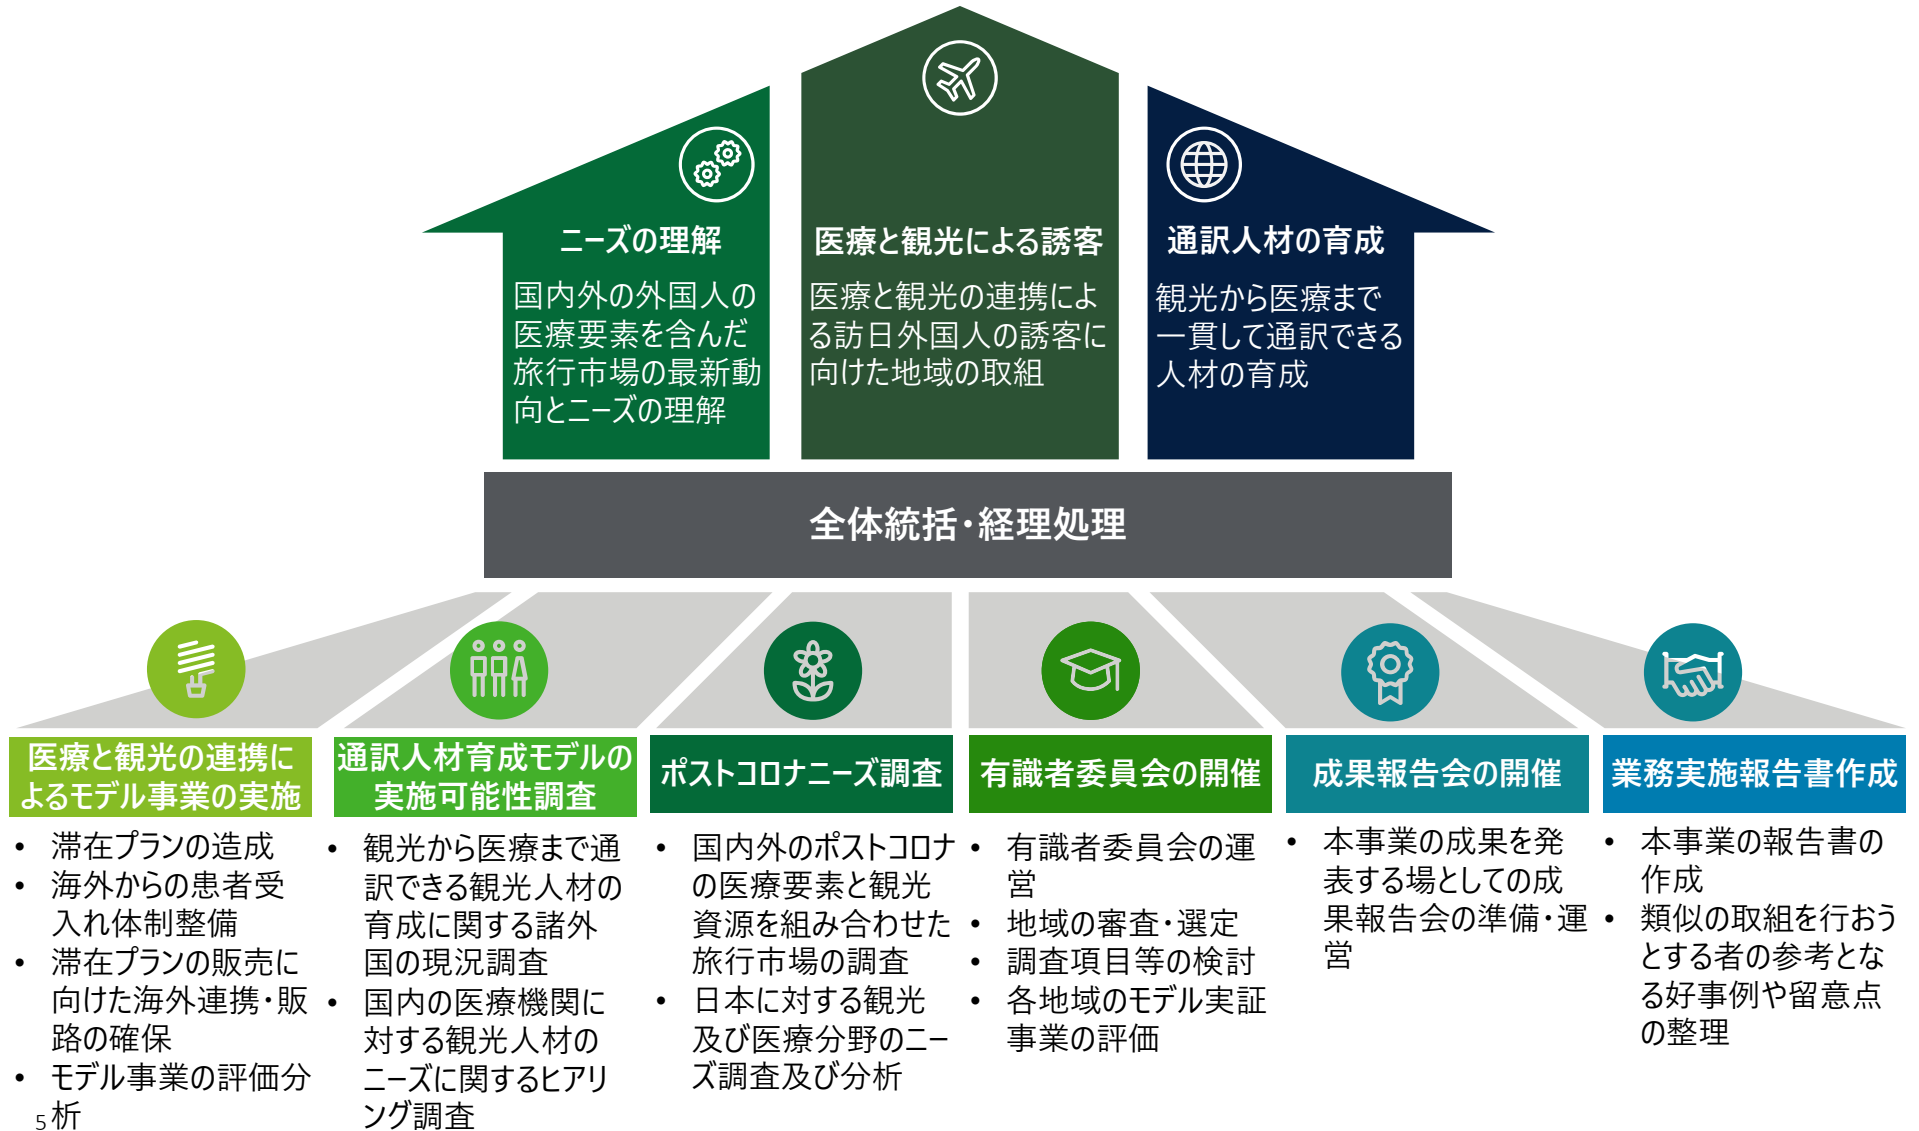 ニーズの理解
国内外の外国人の
医療要素を含んだ
旅行市場の最新動
向とニーズの理解
医療と観光による誘客
医療と観光の連携によ
る訪日外国人の誘客に
向けた地域の取組
通訳人材の育成
観光から医療まで
一貫して通訳できる
人材の育成
全体統括・経理処理
医療と観光の連携に
よるモデル事業の実施
• 滞在プランの造成
• 海外からの患者受
入れ体制整備
• 滞在プランの販売に
向けた海外連携・販
路の確保
• モデル事業の評価分
析
通訳人材育成モデルの
実施可能性調査
• 観光から医療まで通
訳できる観光人材の
育成に関する諸外
国の現況調査
• 国内の医療機関に
対する観光人材の
ニーズに関するヒアリ
ング調査
ポストコロナニーズ調査
• 国内外のポストコロナ
の医療要素と観光
資源を組み合わせた
旅行市場の調査
• 日本に対する観光
及び医療分野のニー
ズ調査及び分析
有識者委員会の開催
• 有識者委員会の運
営
• 地域の審査・選定
• 調査項目等の検討
• 各地域のモデル実証
事業の評価
成果報告会の開催
• 本事業の成果を発
表する場としての成
果報告会の準備・運
営
業務実施報告書作成
• 本事業の報告書の
作成
• 類似の取組を行おう
とする者の参考とな
る好事例や留意点
の整理
5